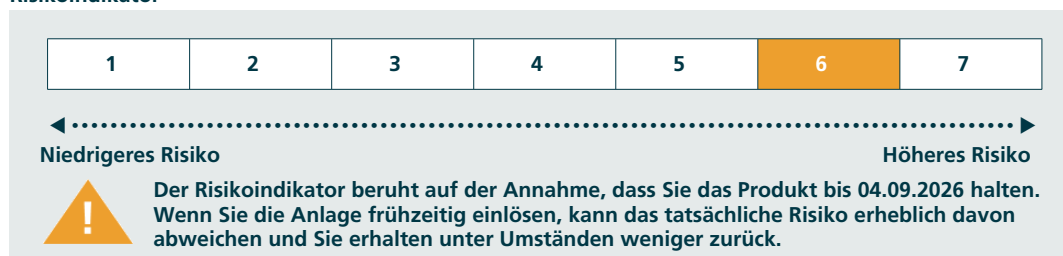 Risikoindikator
1 2 3 4 5 6 7
Niedrigeres Risiko Höheres Risiko
! Der Risikoindikator beruht auf der Annahme, dass Sie das Produkt bis 04.09.2026 halten.
Wenn Sie die Anlage frühzeitig einlösen, kann das tatsächliche Risiko erheblich davon
abweichen und Sie erhalten unter Umständen weniger zurück.